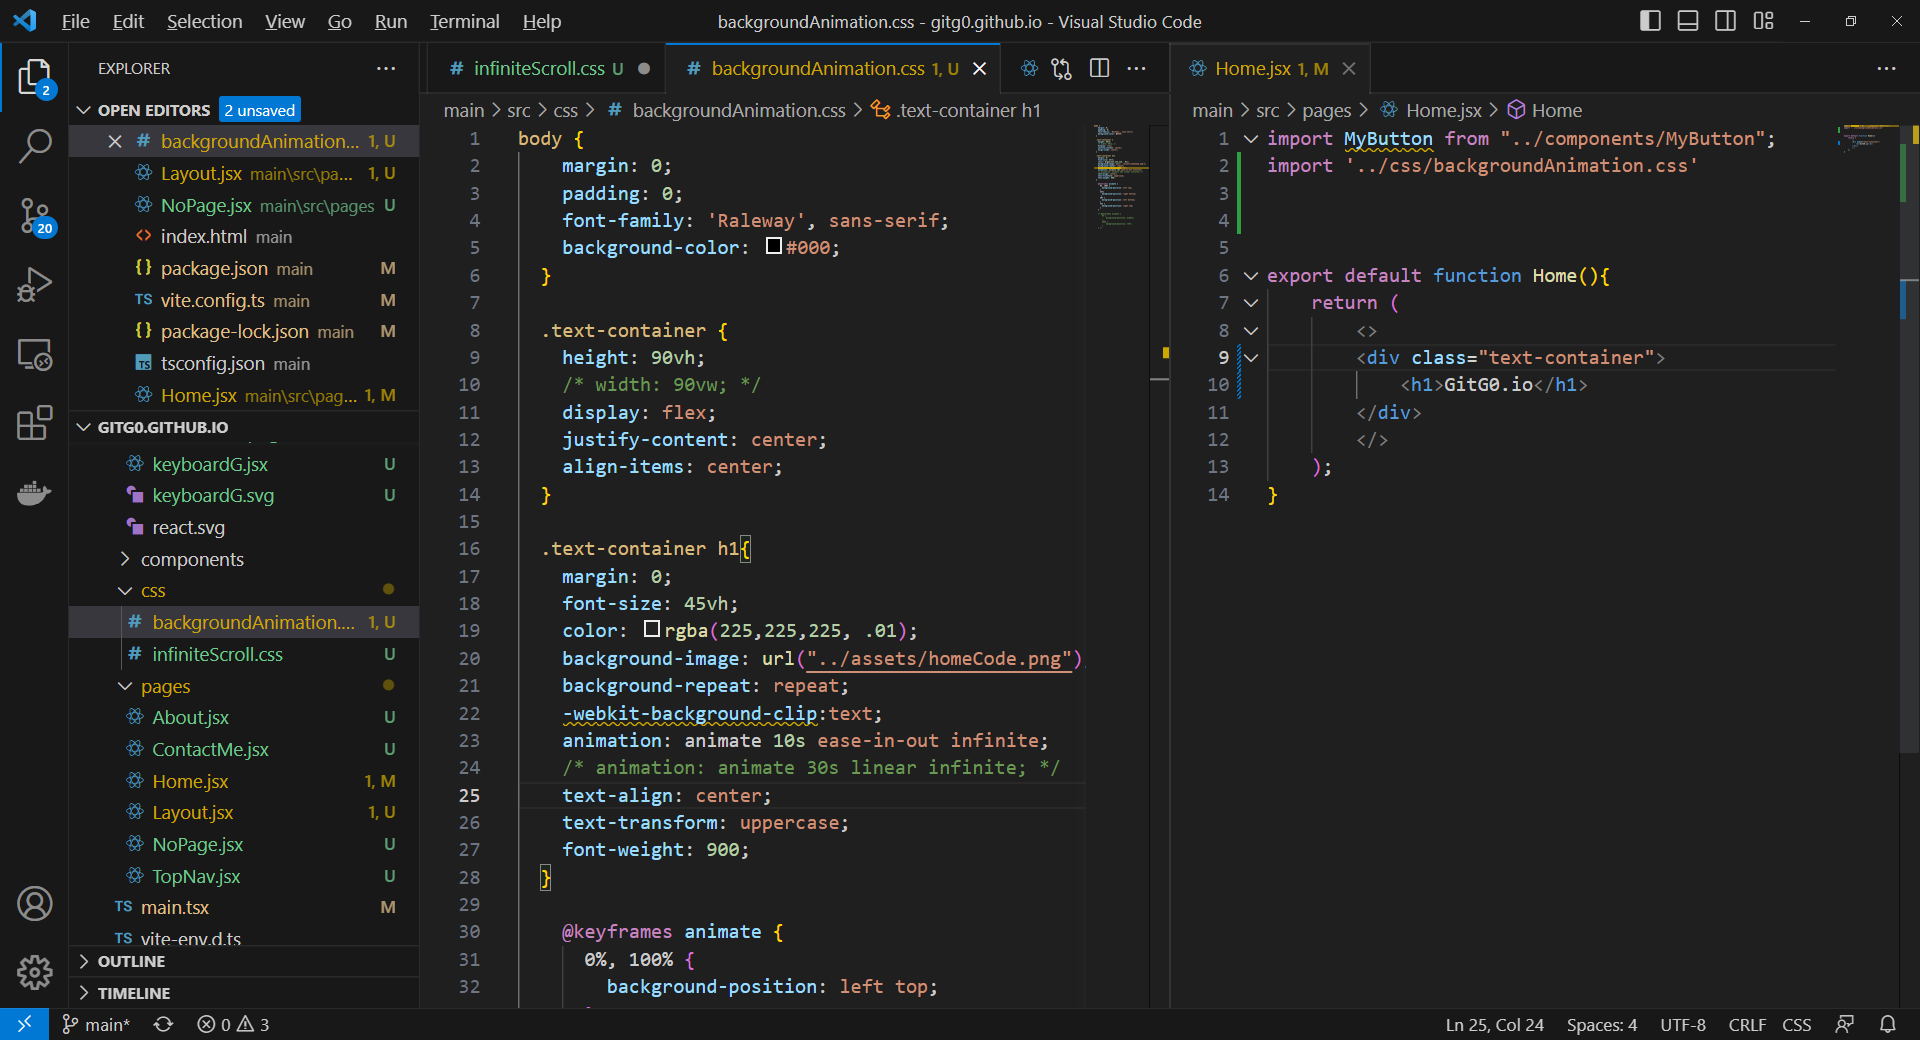 File Edit Selection View Go Run Terminal Help
backgroundAnimation.css - gitg0.github.io - Visual Studio Code
EXPLORER
OPEN EDITORS 2 unsaved
backgroundAnimation... 1, U
Layout.jsx main\src\pa... 1, U
NoPage.jsx main\src\pages U
index.html main
package.json main M
vite.config.ts main M
package-lock.json main M
tsconfig.json main
Home.jsx main\src\pag... 1, M
GITG0.GITHUB.IO
keyboardG.jsx U
keyboardG.svg U
react.svg
components
css
backgroundAnimation.... 1, U
infiniteScroll.css U
pages
About.jsx U
ContactMe.jsx U
Home.jsx 1, M
Layout.jsx 1, U
NoPage.jsx U
TopNav.jsx U
main.tsx M
vite-env.d.ts
OUTLINE
TIMELINE
2
20
infiniteScroll.css U
backgroundAnimation.css 1, U
main > src > css > # backgroundAnimation.css > .text-container h1
1 body {
2 margin: 0;
3 padding: 0;
4 font-family: 'Raleway', sans-serif;
5 background-color: #000;
6 }
7
8 .text-container {
9 height: 90vh;
10 /* width: 90vw; */
11 display: flex;
12 justify-content: center;
13 align-items: center;
14 }
15
16 .text-container h1{
17 margin: 0;
18 font-size: 45vh;
19 color: rgba(225,225,225, .01);
20 background-image: url("../assets/homeCode.png")
21 background-repeat: repeat;
22 -webkit-background-clip:text;
23 animation: animate 10s ease-in-out infinite;
24 /* animation: animate 30s linear infinite; */
25 text-align: center;
26 text-transform: uppercase;
27 font-weight: 900;
28 }
29
30 @keyframes animate {
31 0%, 100% {
32 background-position: left top;
Home.jsx 1, M
main > src > pages > Home.jsx > Home
1 import MyButton from "../components/MyButton";
2 import '../css/backgroundAnimation.css'
3
4
5
6 export default function Home(){
7 return (
8 <>
9 <div class="text-container">
10 <h1>GitG0.io</h1>
11 </div>
12 </>
13 );
14 }
main* 0 3
Ln 25, Col 24 Spaces: 4 UTF-8 CRLF CSS